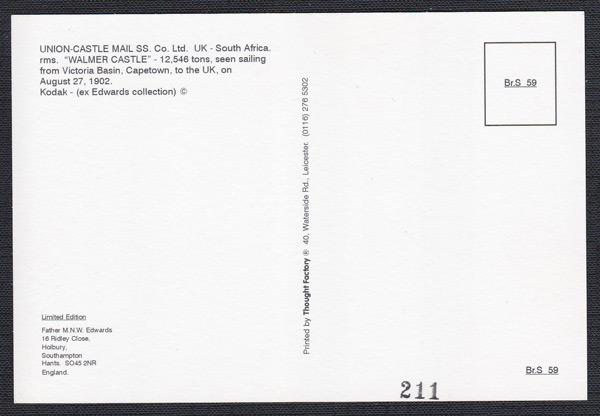 UNION-CASTLE MAIL SS. Co. Ltd. UK - South Africa.
rms. "WALMER CASTLE" - 12,546 tons, seen sailing
from Victoria Basin, Capetown, to the UK, on
August 27, 1902.
Kodak - (ex Edwards collection) ©
Br.S 59
Printed by Thought Factory ® 40, Waterside Rd., Leicester. (0116) 276 5302
Limited Edition
Father M.N.W. Edwards
16 Ridley Close,
Holbury,
Southampton
Hants. SO45 2NR
England.
Br.S 59
211